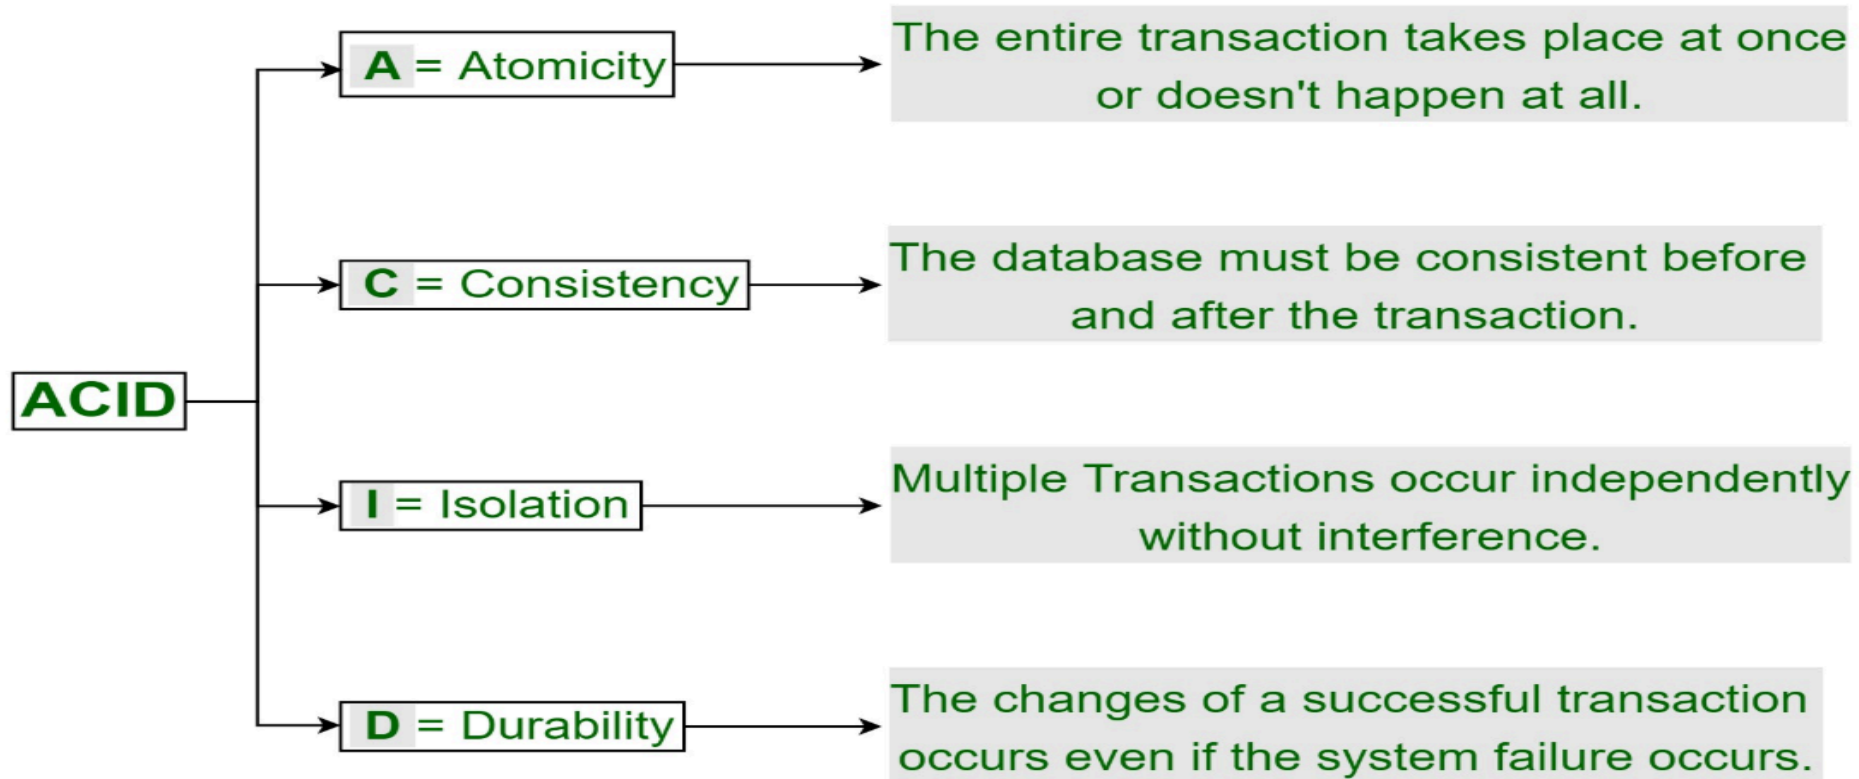 A = Atomicity
The entire transaction takes place at once
or doesn't happen at all.
C = Consistency
The database must be consistent before
and after the transaction.
ACID
I = Isolation
Multiple Transactions occur independently
without interference.
D = Durability
The changes of a successful transaction
occurs even if the system failure occurs.